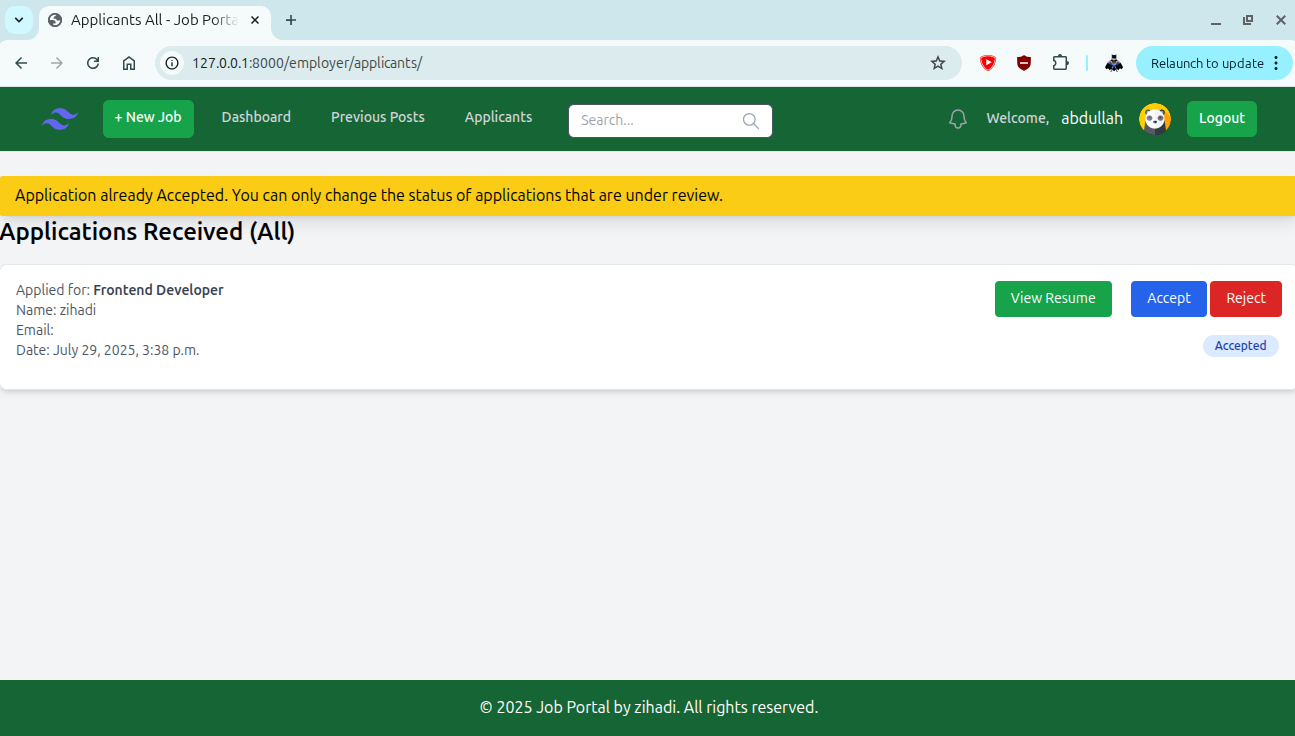 Applicants All - Job Porta
127.0.0.1:8000/employer/applicants/
Relaunch to update
+ New Job
Dashboard
Previous Posts
Applicants
Search...
Welcome, abdullah
Logout
Application already Accepted. You can only change the status of applications that are under review.
Applications Received (All)
Applied for: Frontend Developer
Name: zihadi
Email:
Date: July 29, 2025, 3:38 p.m.
View Resume
Accept
Reject
Accepted
© 2025 Job Portal by zihadi. All rights reserved.